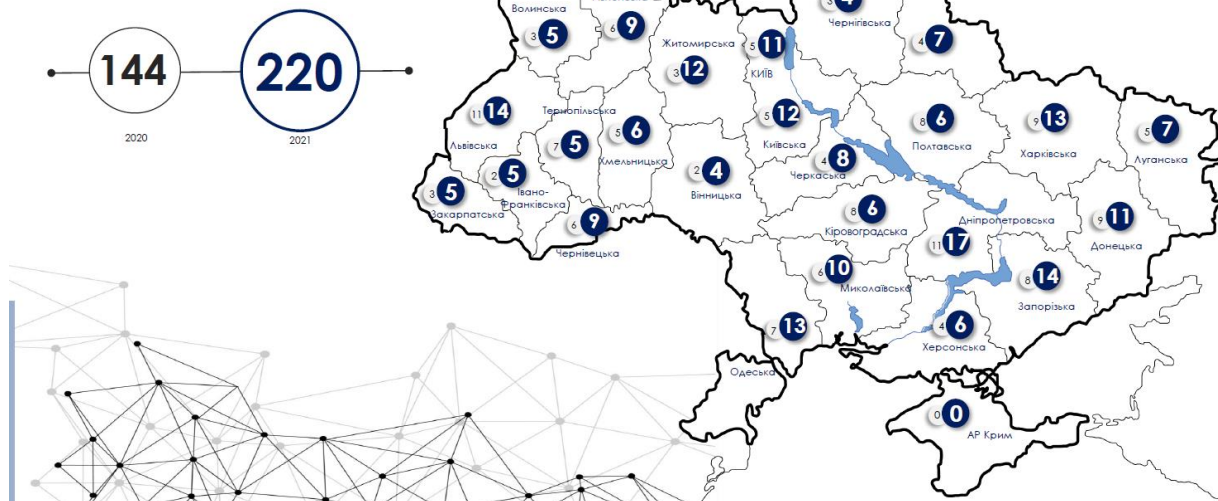 144
2020
220
2021
Волинська
3 5
6 9
Житомирська
3 12
5 11
КИЇВ
3 4
Чернігівська
4 7
11 14
Львівська
Тернопільська
7 5
5 6
Хмельницька
5 12
Київська
8 6
Полтавська
9 13
Харківська
5 7
Луганська
2 4
Вінницька
4 8
Черкаська
3 5
Закарпатська
2 5
Івано-
Франківська
6 9
Чернівецька
8 6
Кіровоградська
Дніпропетровська
11 17
9 11
Донецька
6 10
Миколаївська
8 14
Запорізька
7 13
Одеська
4 6
Херсонська
0 0
АР Крим